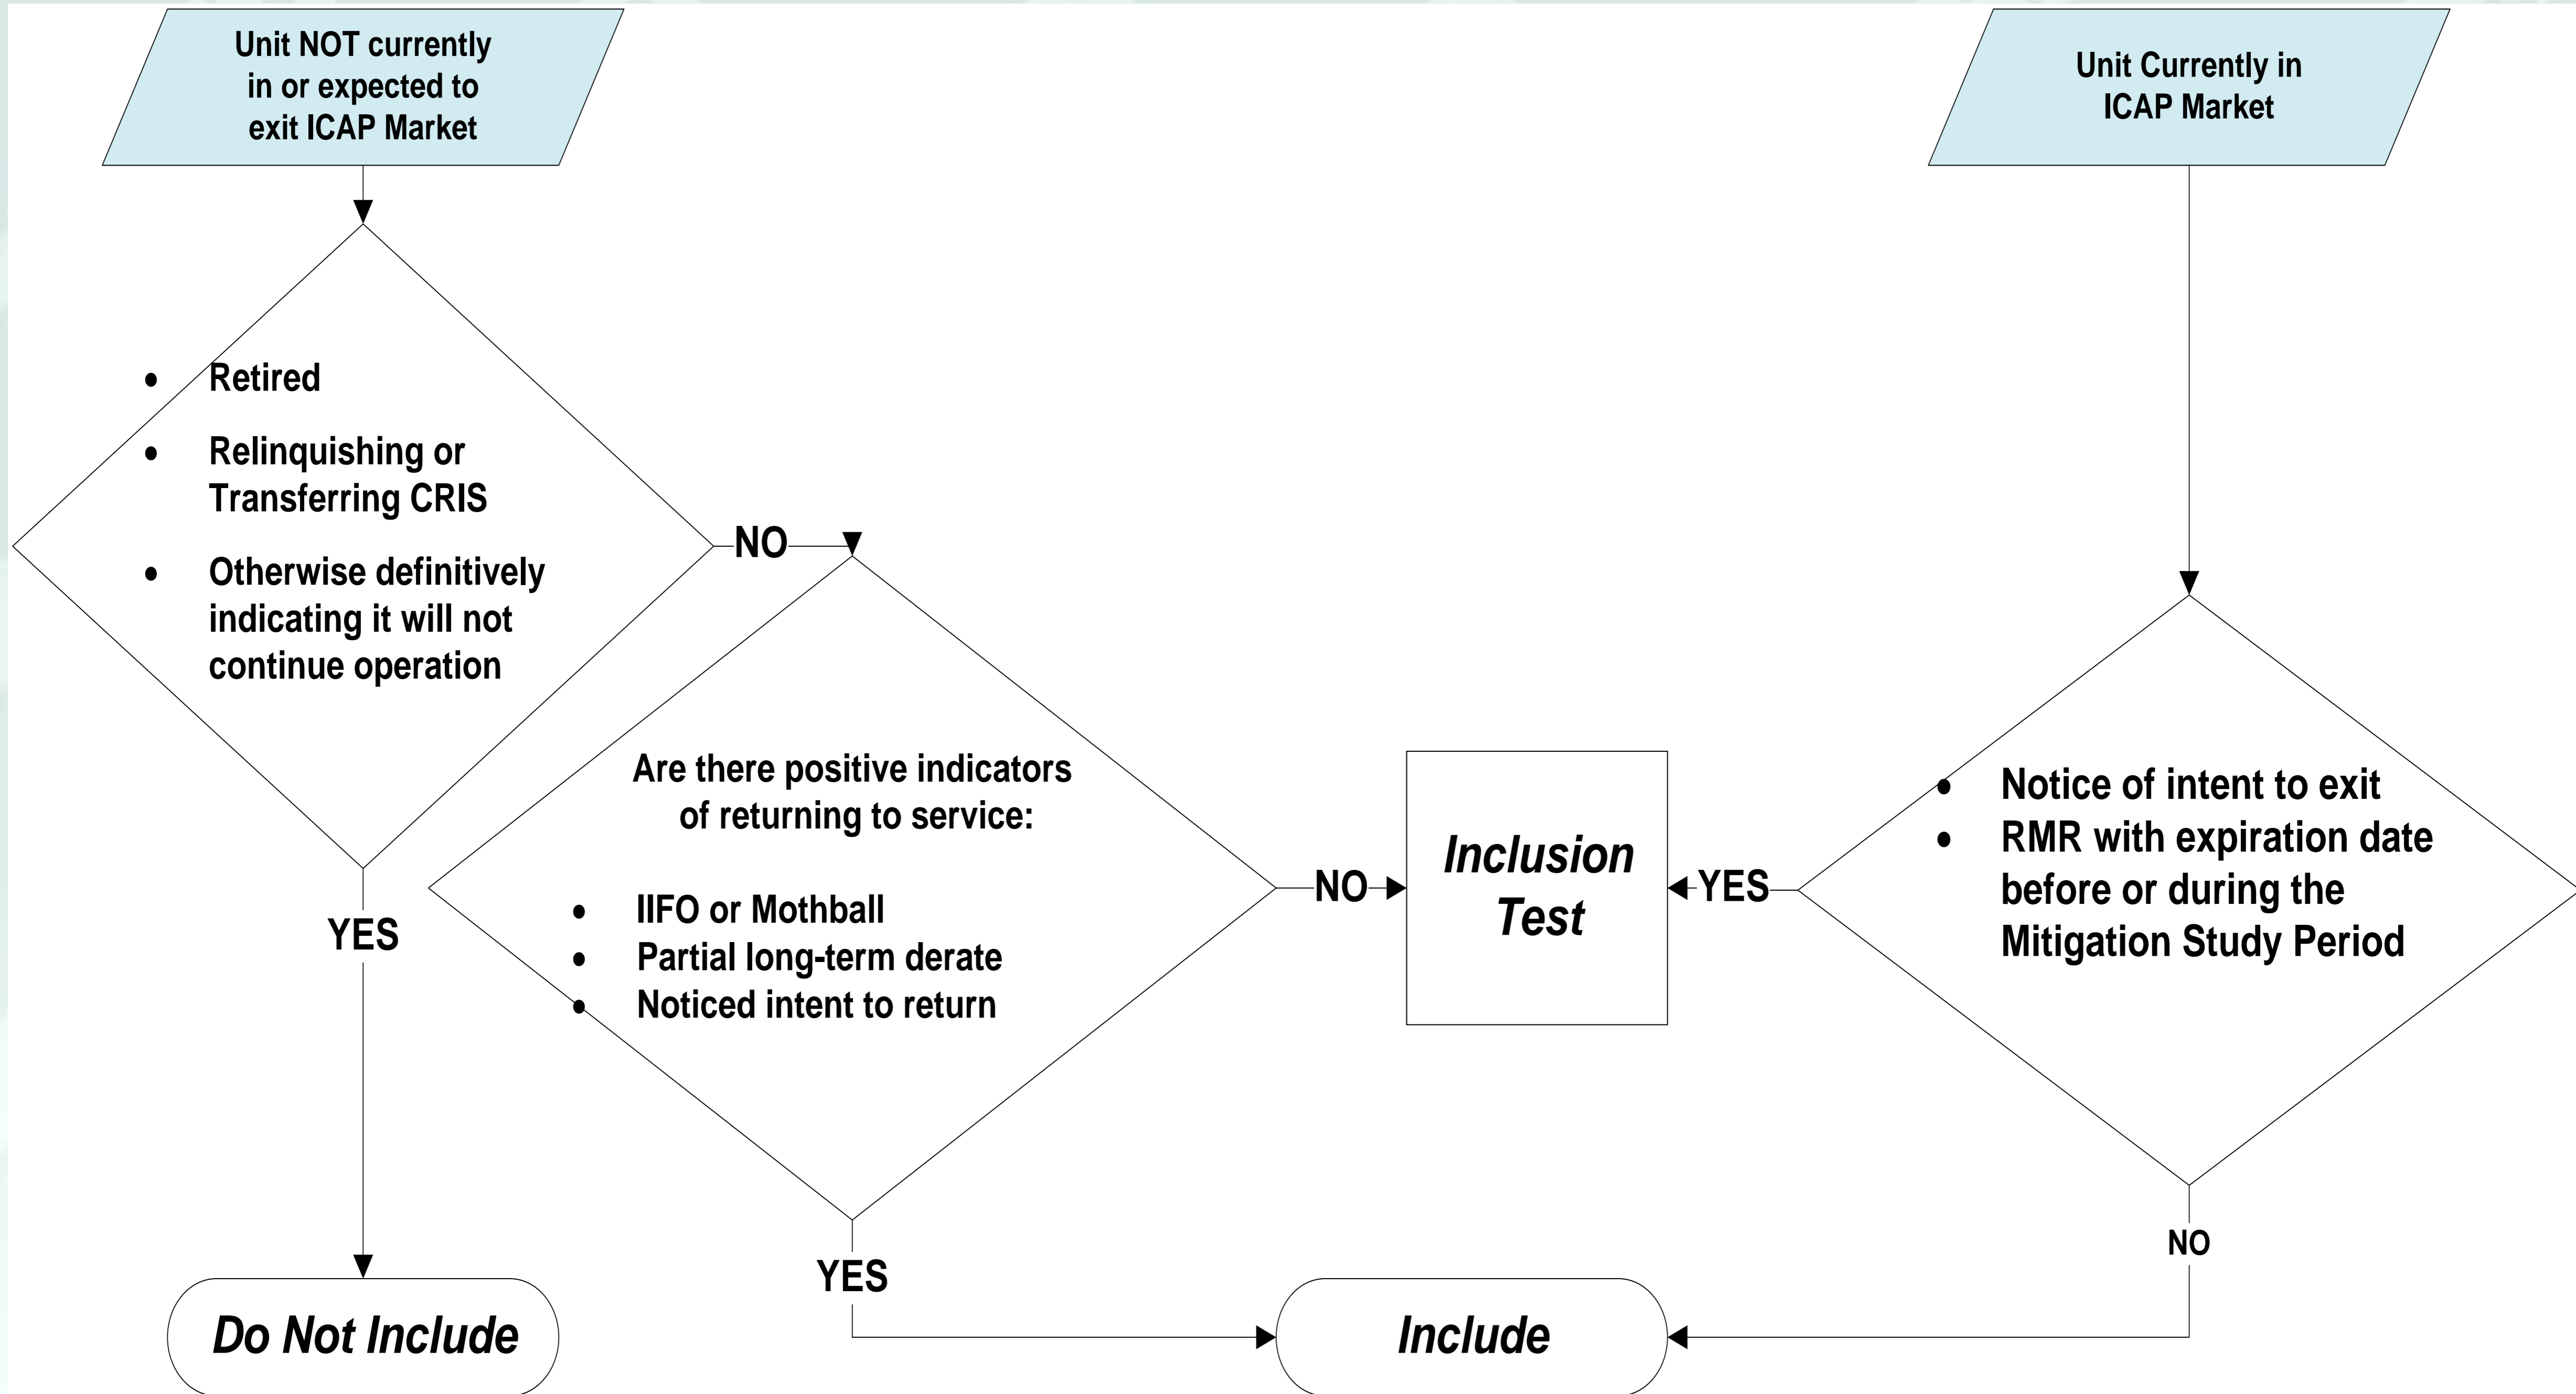 Unit NOT currently
in or expected to
exit ICAP Market
Unit Currently in
ICAP Market
• Retired
• Relinquishing or
Transferring CRIS
• Otherwise definitively
indicating it will not
continue operation
NO
YES
Are there positive indicators
of returning to service:
• IIFO or Mothball
• Partial long-term derate
• Noticed intent to return
NO
YES
Inclusion
Test
YES
• Notice of intent to exit
• RMR with expiration date
before or during the
Mitigation Study Period
NO
Do Not Include
Include